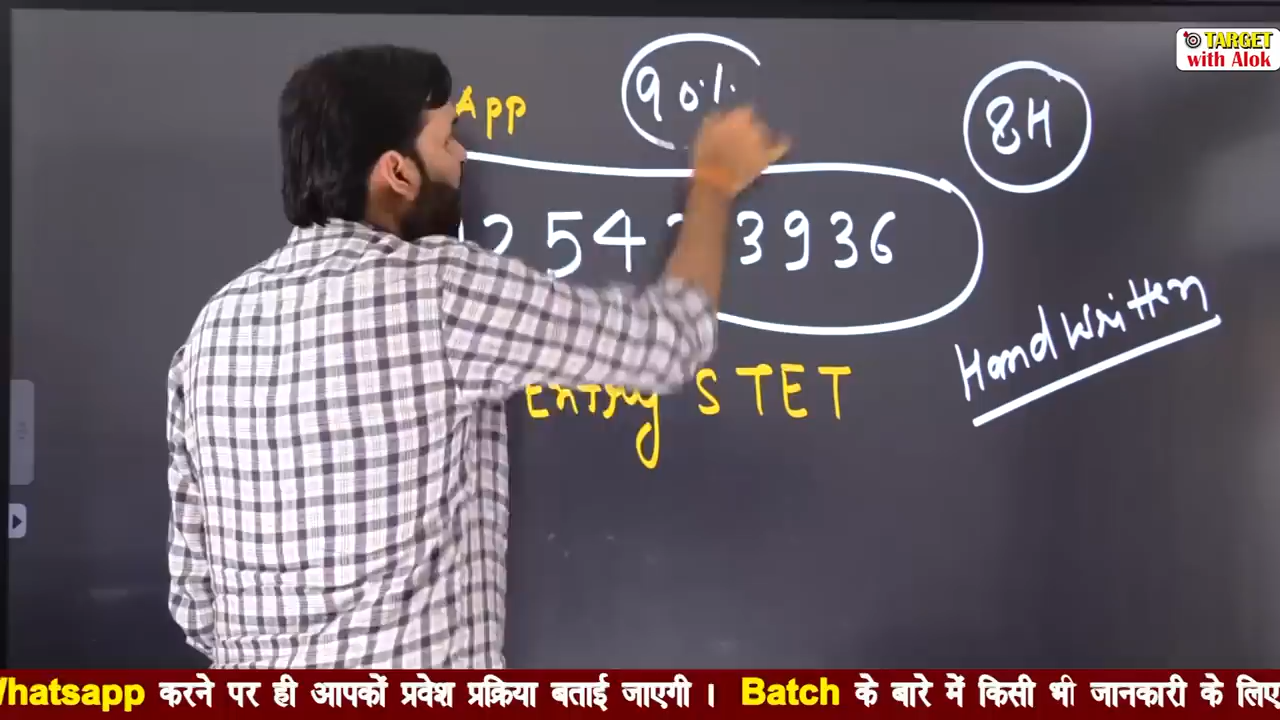 TARGET
with Alok
App
90%
8H
2 54 3936
Handwritten
Entry STET
Whatsapp करने पर ही आपकों प्रवेश प्रक्रिया बताई जाएगी । Batch के बारे में किसी भी जानकारी के लिए